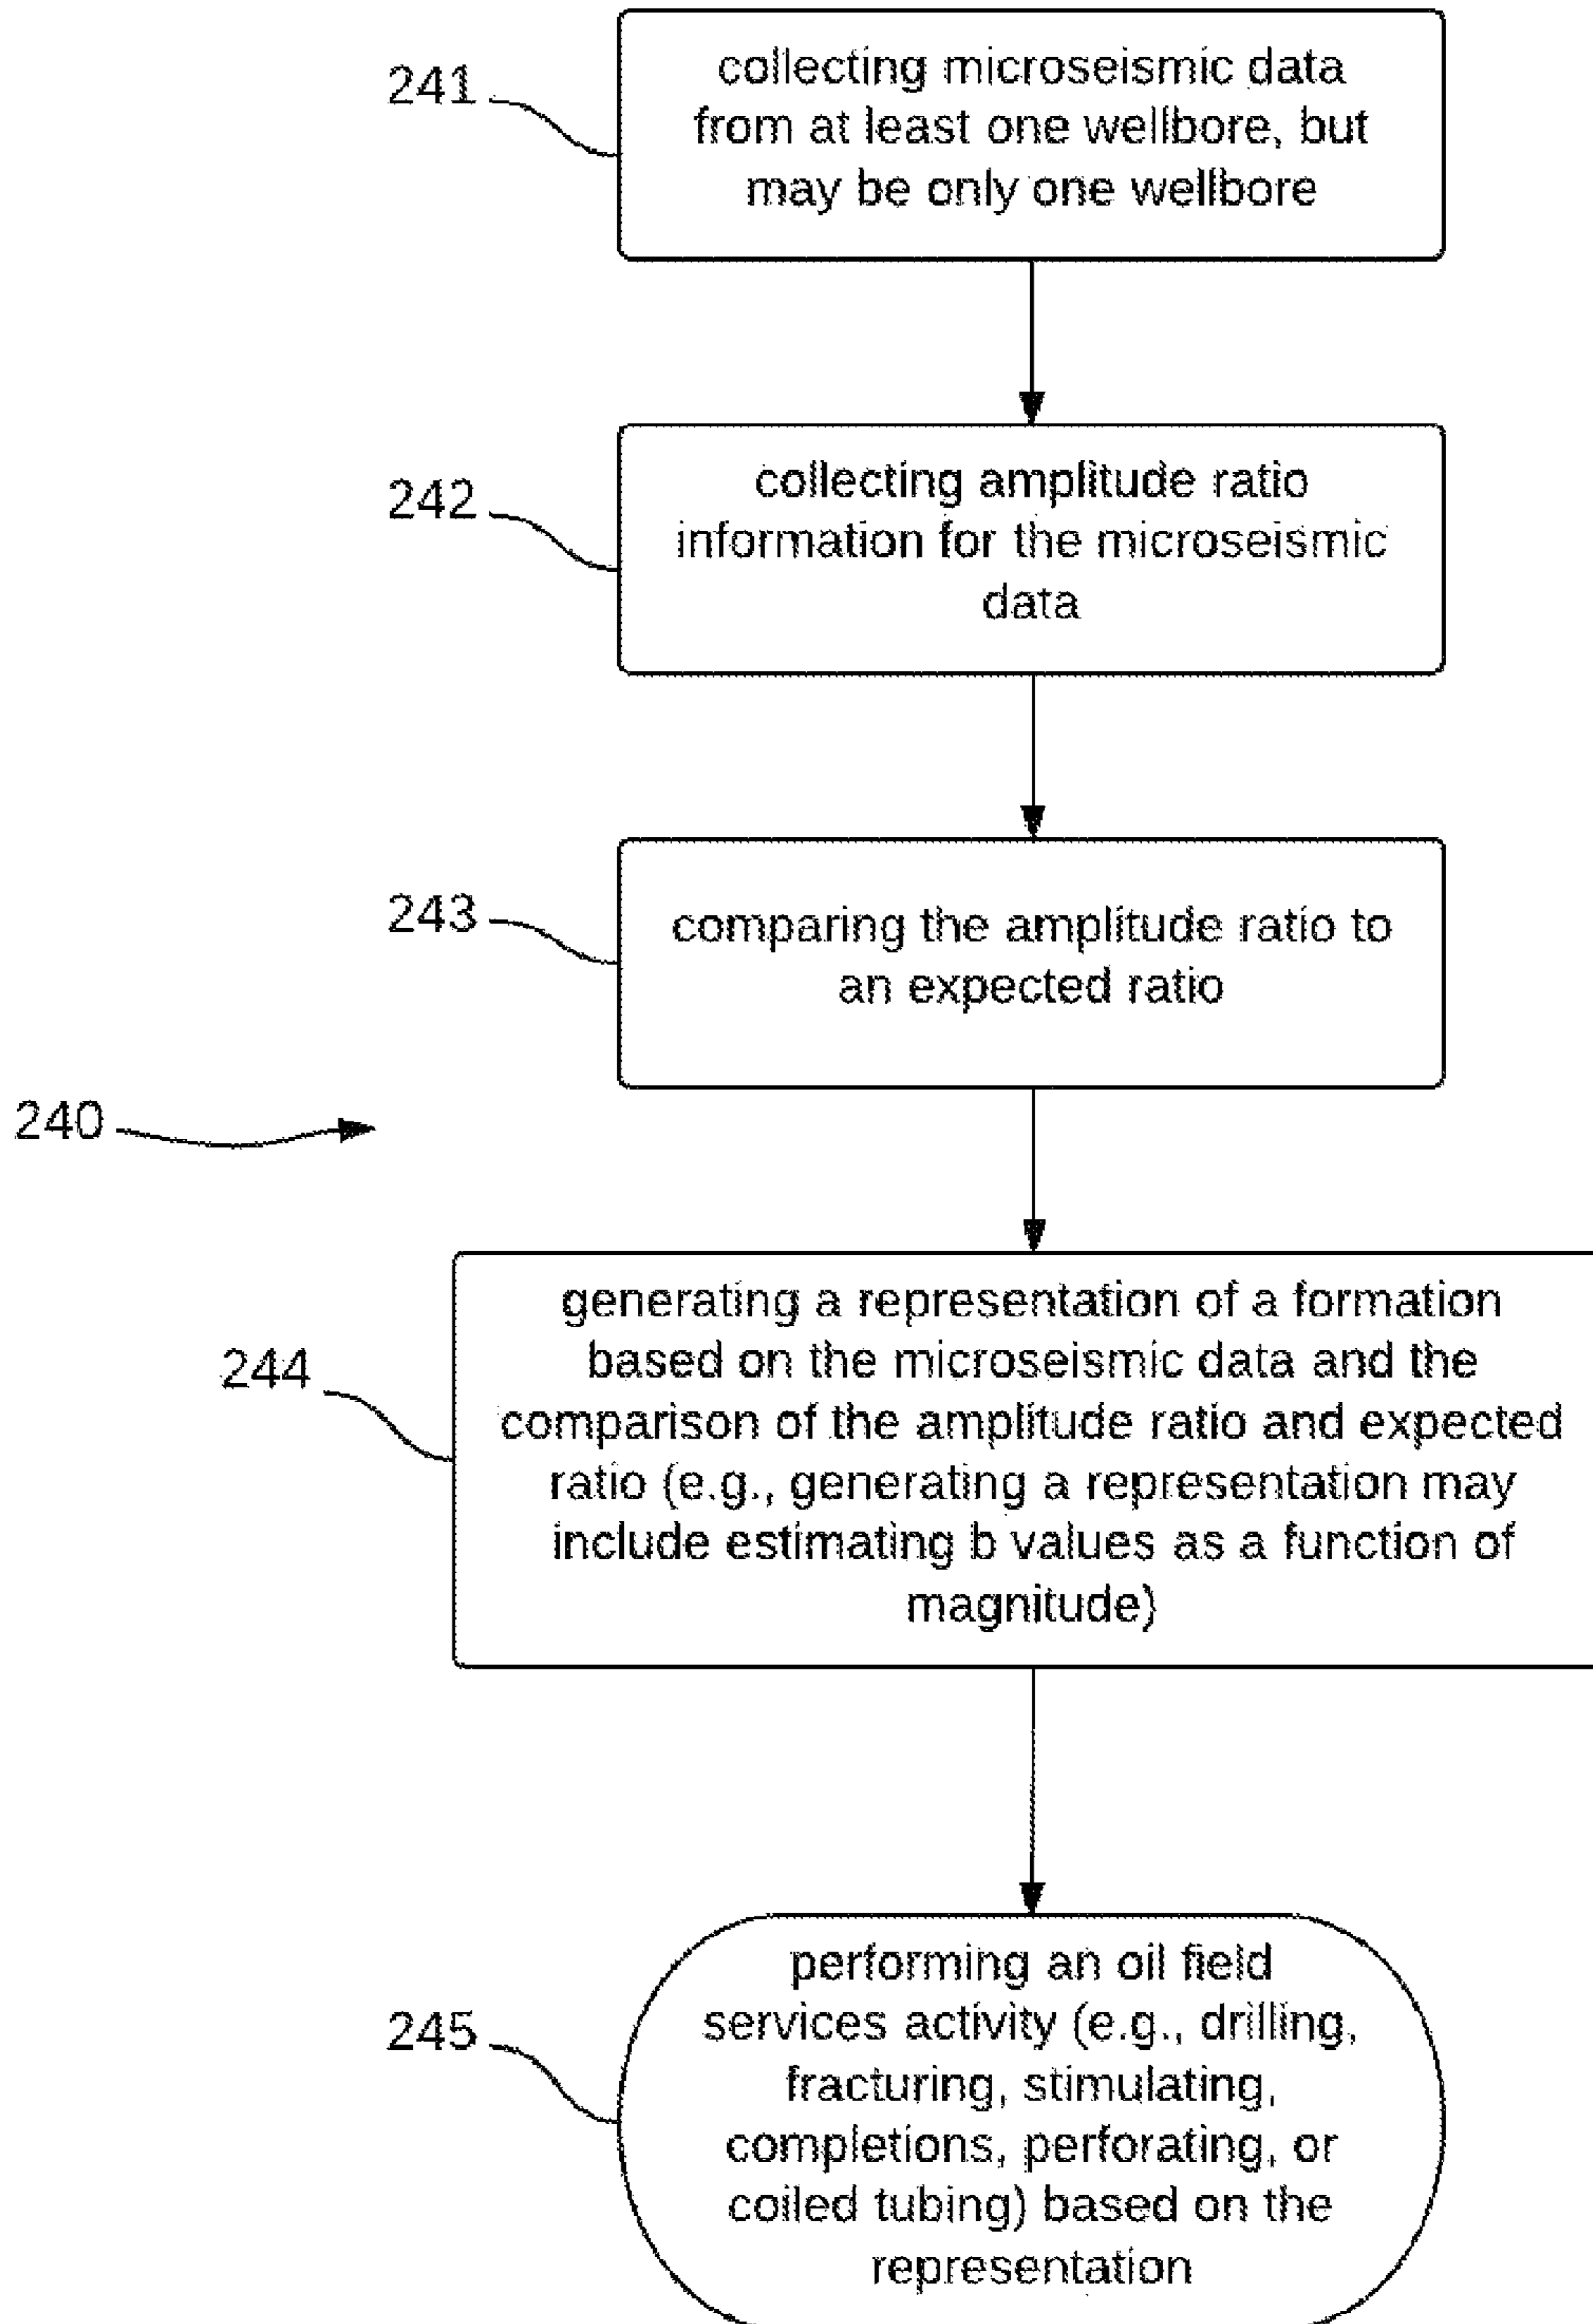 241
collecting microseismic data
from at least one wellbore, but
may be only one wellbore
242
collecting amplitude ratio
information for the microseismic
data
243
comparing the amplitude ratio to
an expected ratio
240
244
generating a representation of a formation
based on the microseismic data and the
comparison of the amplitude ratio and expected
ratio (e.g., generating a representation may
include estimating b values as a function of
magnitude)
245
performing an oil field
services activity (e.g., drilling,
fracturing, stimulating,
completions, perforating, or
coiled tubing) based on the
representation